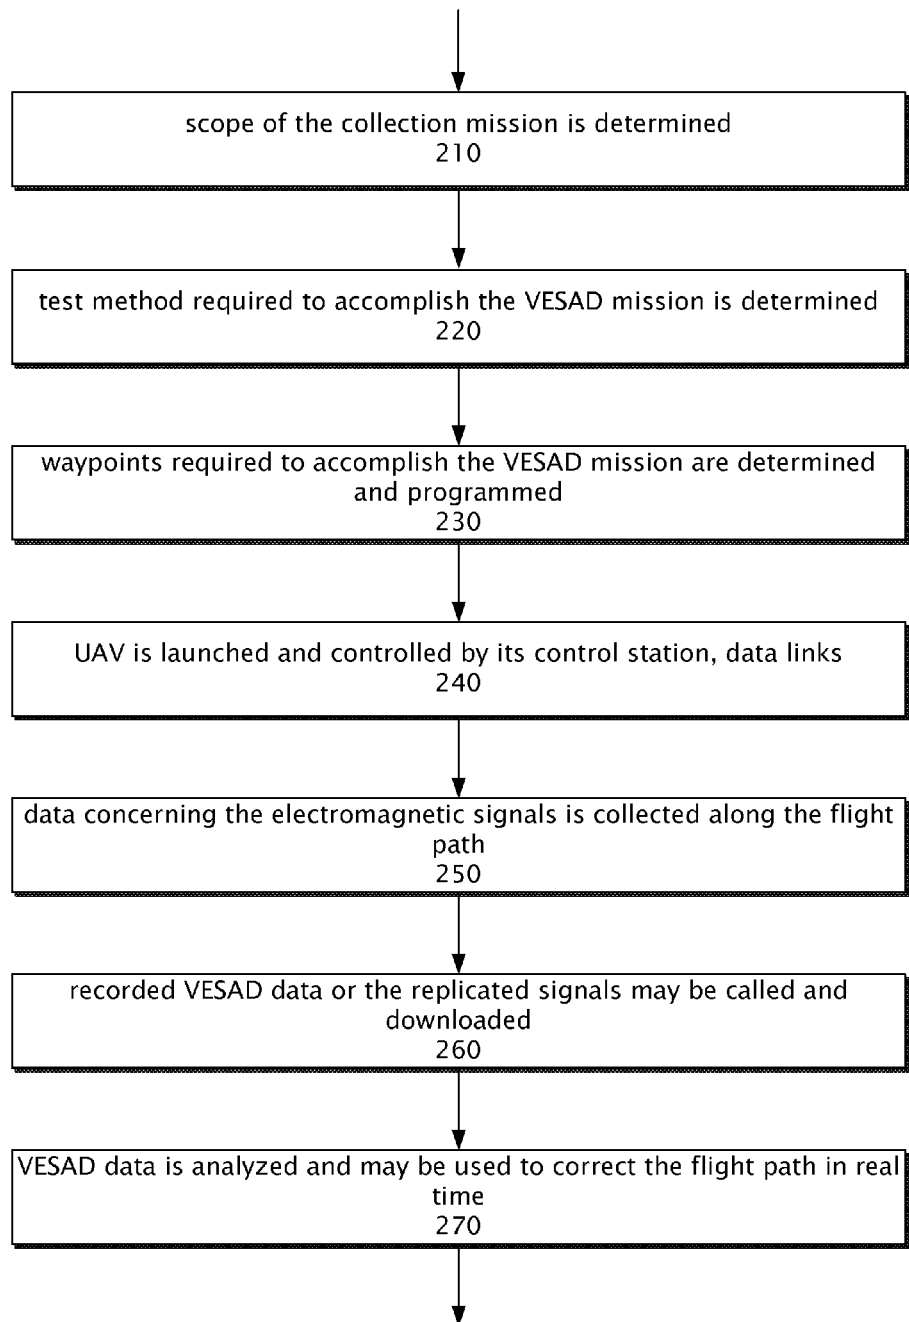 scope of the collection mission is determined
210
test method required to accomplish the VESAD mission is determined
220
waypoints required to accomplish the VESAD mission are determined
and programmed
230
UAV is launched and controlled by its control station, data links
240
data concerning the electromagnetic signals is collected along the flight
path
250
recorded VESAD data or the replicated signals may be called and
downloaded
260
VESAD data is analyzed and may be used to correct the flight path in real
time
270